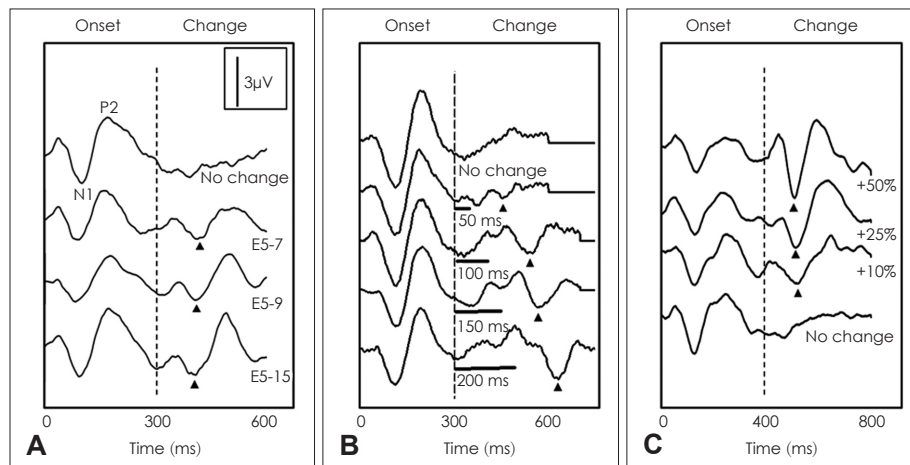 Onset Change
3μV
P2
N1
No change
E5-7
E5-9
E5-15
0 300 600
Time (ms)
A
Onset Change
No change
50 ms
100 ms
150 ms
200 ms
0 300 600
Time (ms)
B
Onset Change
+50%
+25%
+10%
No change
0 400 800
Time (ms)
C